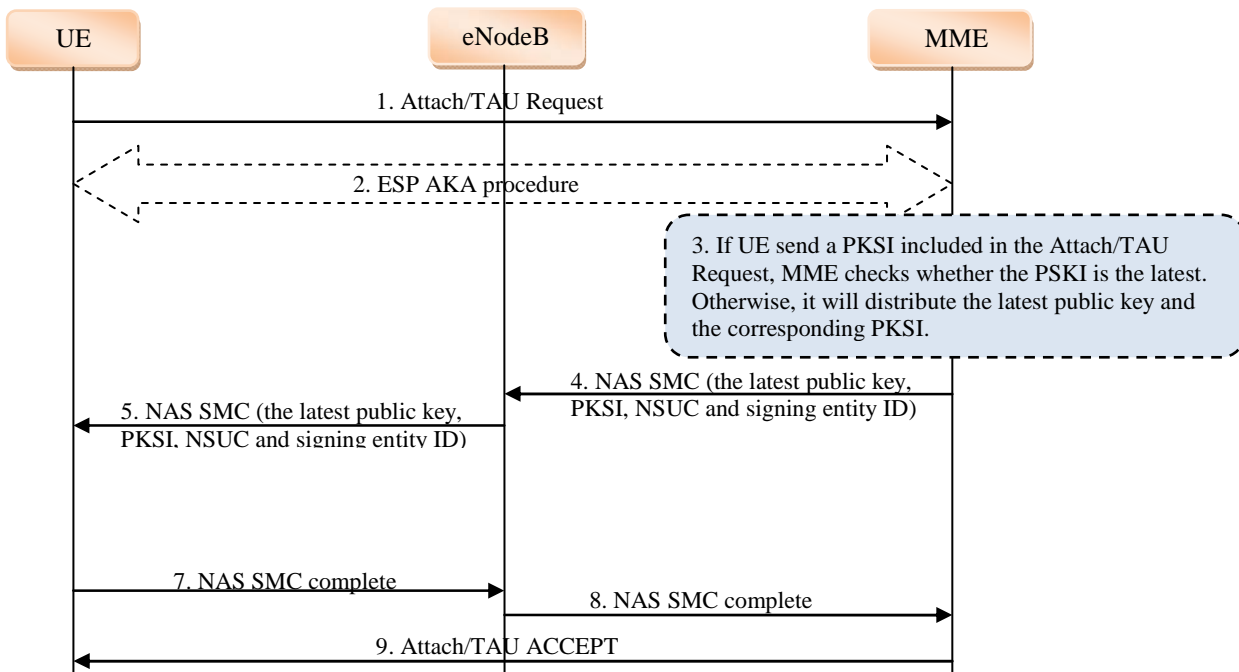 UE
eNodeB
MME
1. Attach/TAU Request
2. ESP AKA procedure
3. If UE send a PKSI included in the Attach/TAU
Request, MME checks whether the PSKI is the latest.
Otherwise, it will distribute the latest public key and
the corresponding PKSI.
4. NAS SMC (the latest public key,
PKSI, NSUC and signing entity ID)
5. NAS SMC (the latest public key,
PKSI, NSUC and signing entity ID)
7. NAS SMC complete
8. NAS SMC complete
9. Attach/TAU ACCEPT